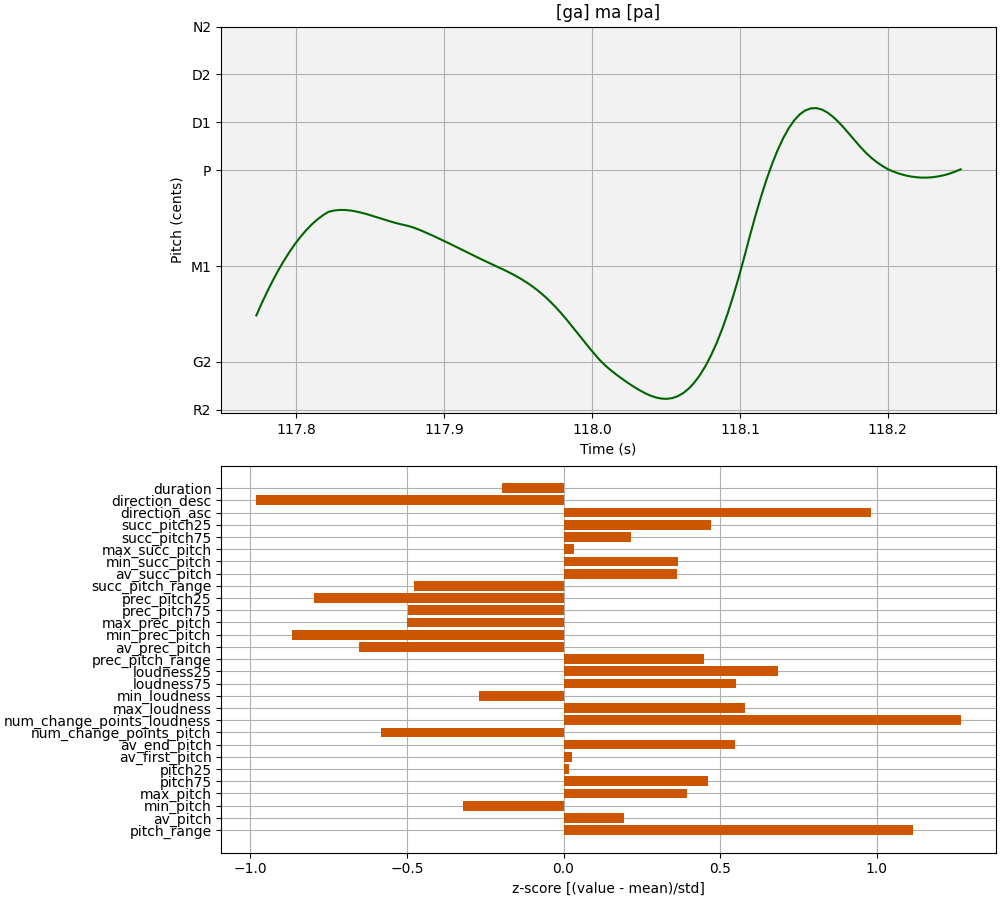 [ga] ma [pa]
N2
D2
D1
P
M1
G2
R2
Pitch (cents)
117.8 117.9 118.0 118.1 118.2
Time (s)
duration
direction_desc
direction_asc
succ_pitch25
succ_pitch75
max_succ_pitch
min_succ_pitch
av_succ_pitch
succ_pitch_range
prec_pitch25
prec_pitch75
max_prec_pitch
min_prec_pitch
av_prec_pitch
prec_pitch_range
loudness25
loudness75
min_loudness
max_loudness
num_change_points_loudness
num_change_points_pitch
av_end_pitch
av_first_pitch
pitch25
pitch75
max_pitch
min_pitch
av_pitch
pitch_range
−1.0 −0.5 0.0 0.5 1.0
z-score [(value - mean)/std]